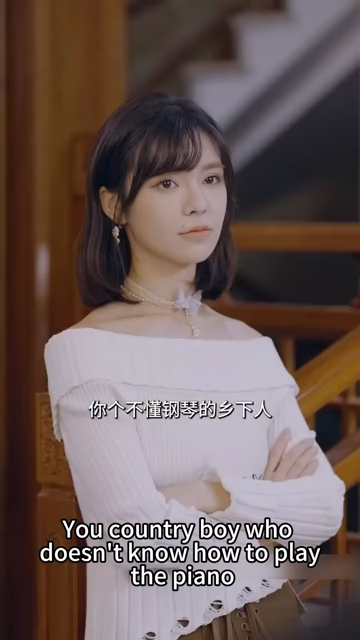 你个不懂钢琴的乡下人
You country boy who
doesn't know how to play
the piano